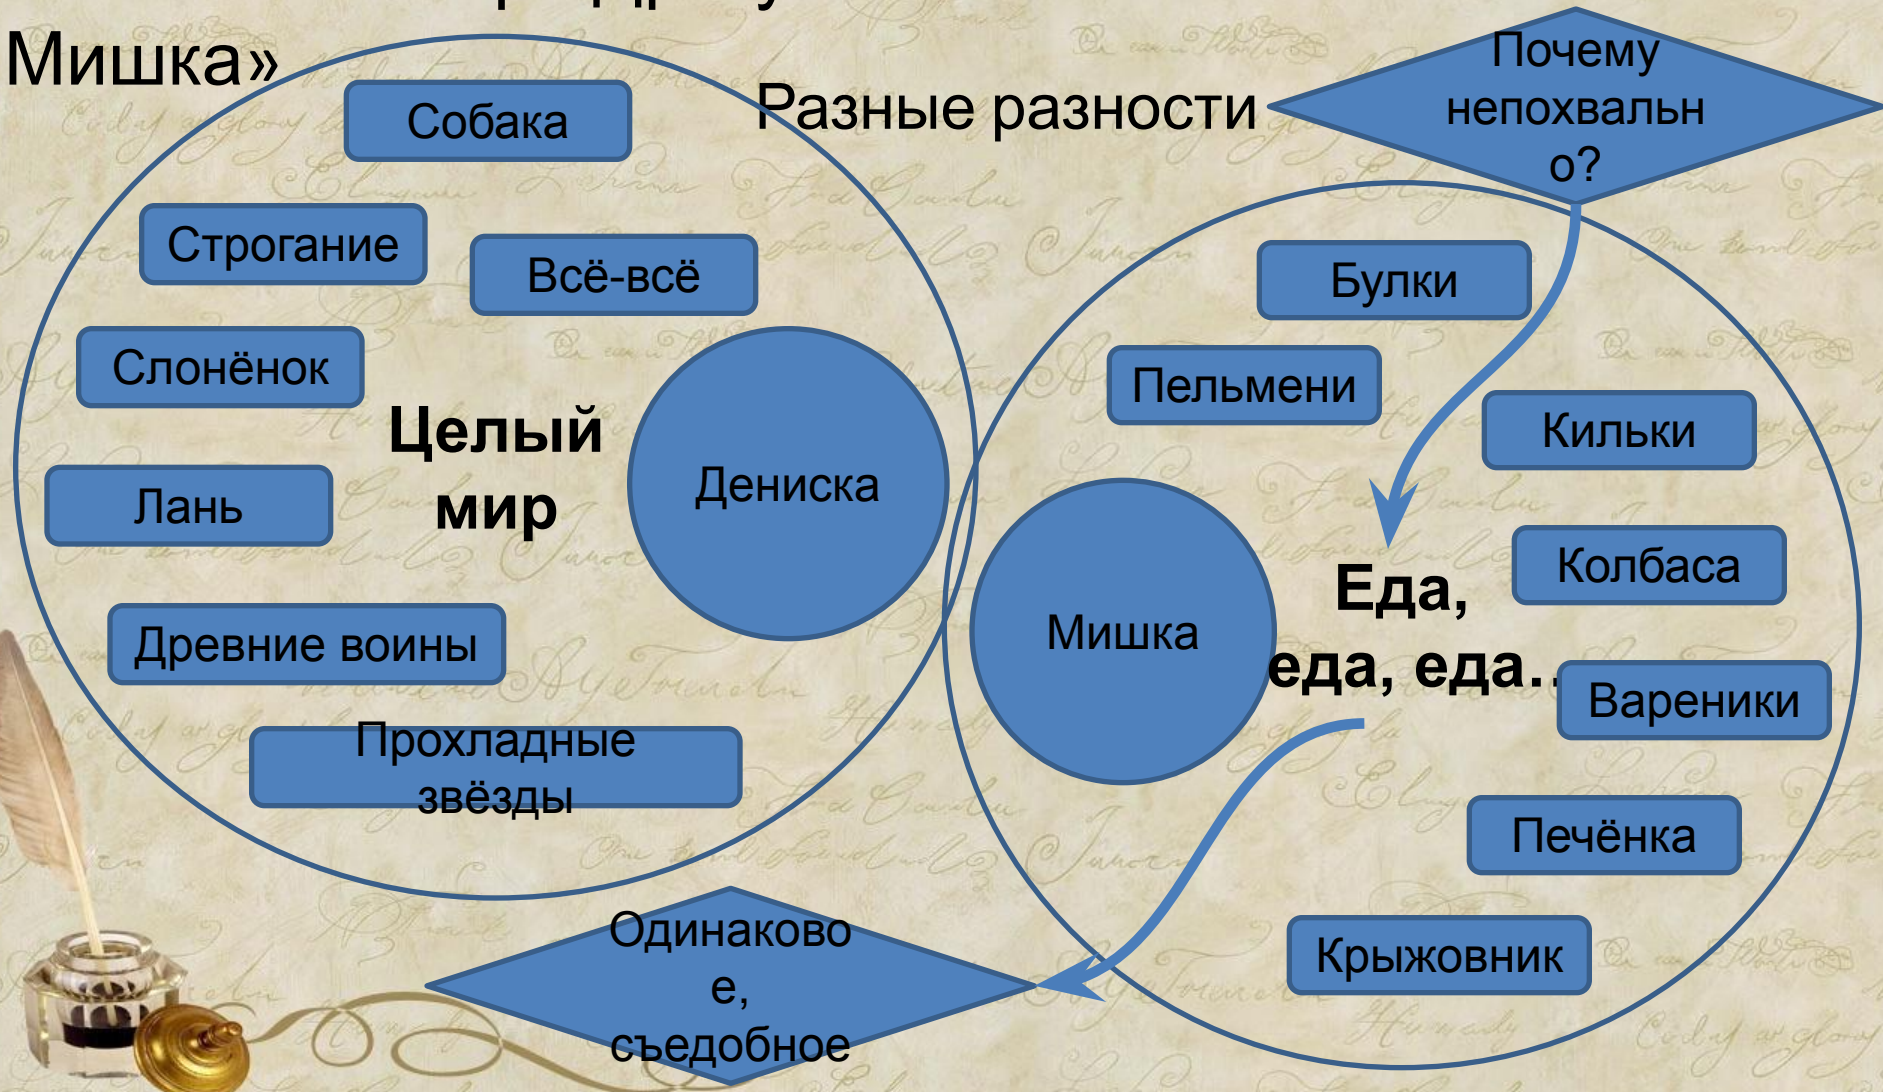 Мишка»
Разные разности
Почему
непохвальн
о?
Собака
Строгание
Всё-всё
Слонёнок
Целый
мир
Лань
Дениска
Древние воины
Прохладные
звёзды
Булки
Пельмени
Кильки
Мишка
Еда,
еда, еда..
Колбаса
Вареники
Печёнка
Крыжовник
Одинаково
е,
съедобное